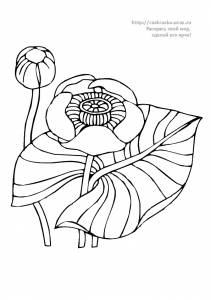 http://raskraska.ucoz.ru
Раскрась свой мир,
сделай его ярче!